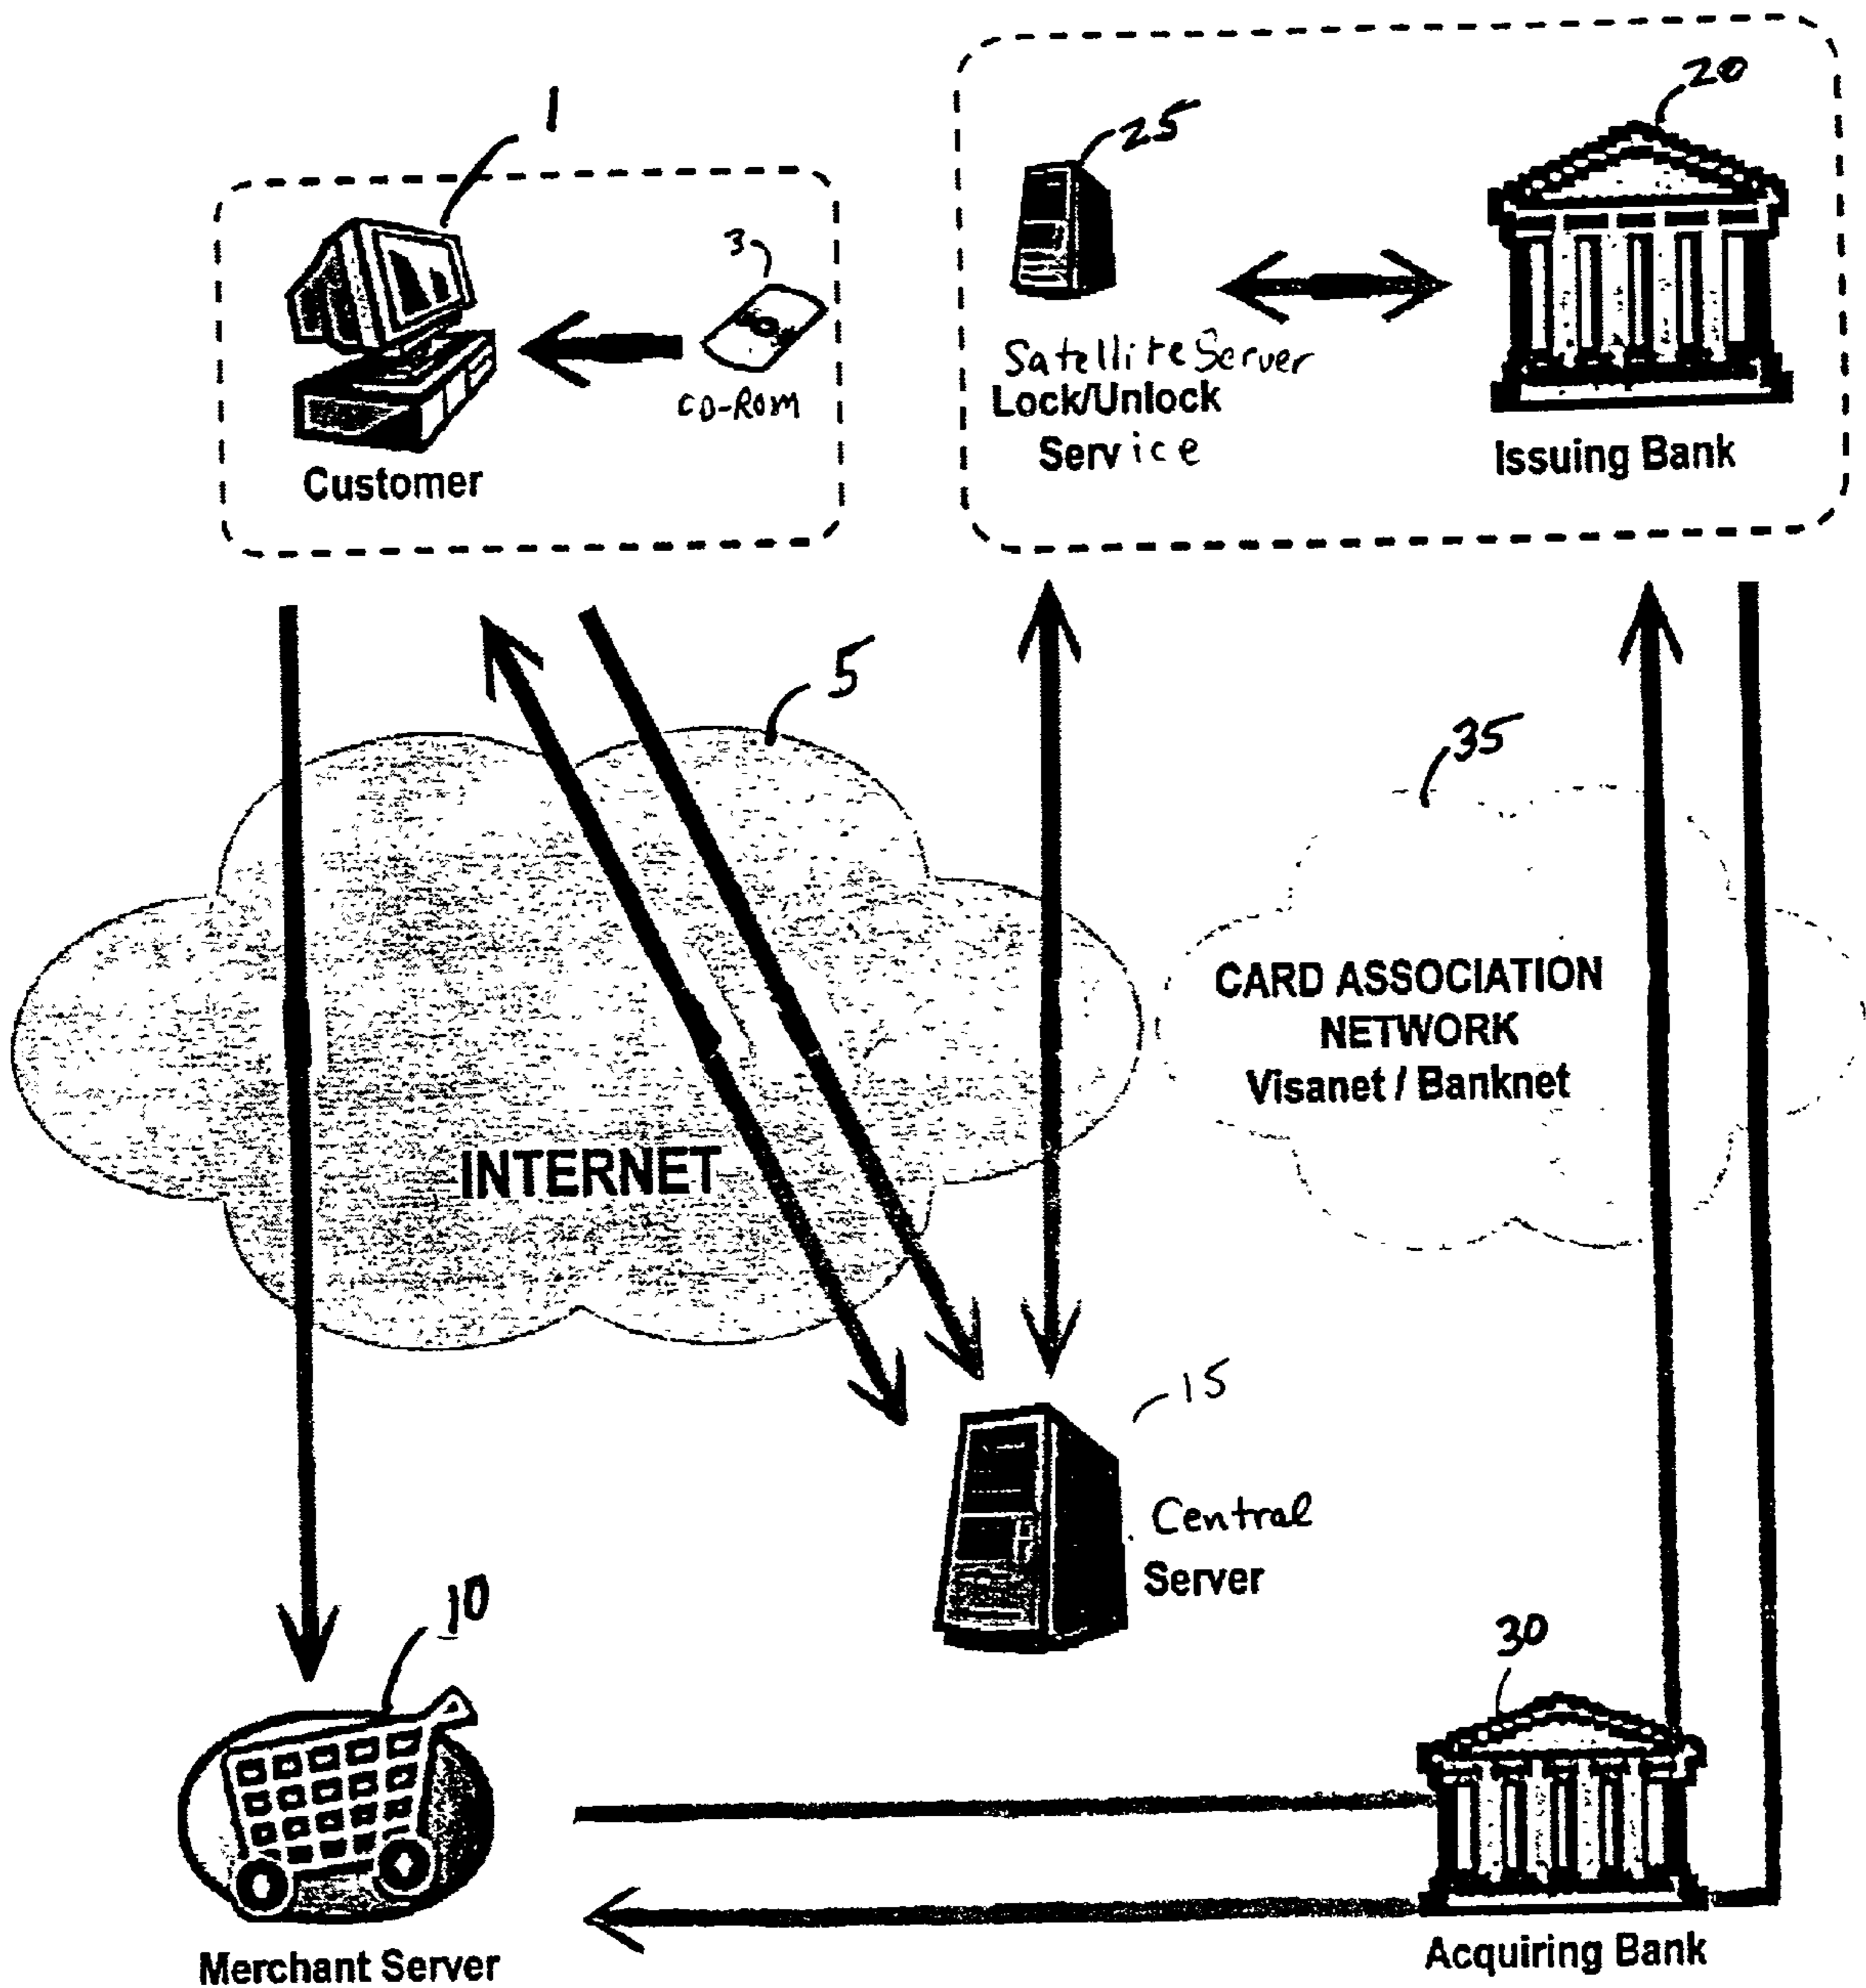 1
20
25
3
CD-ROM
Satellite Server
Lock/Unlock
Service
Customer
Issuing Bank
5
35
CARD ASSOCIATION
NETWORK
Visanet / Banknet
INTERNET
15
Central
Server
10
30
Merchant Server
Acquiring Bank